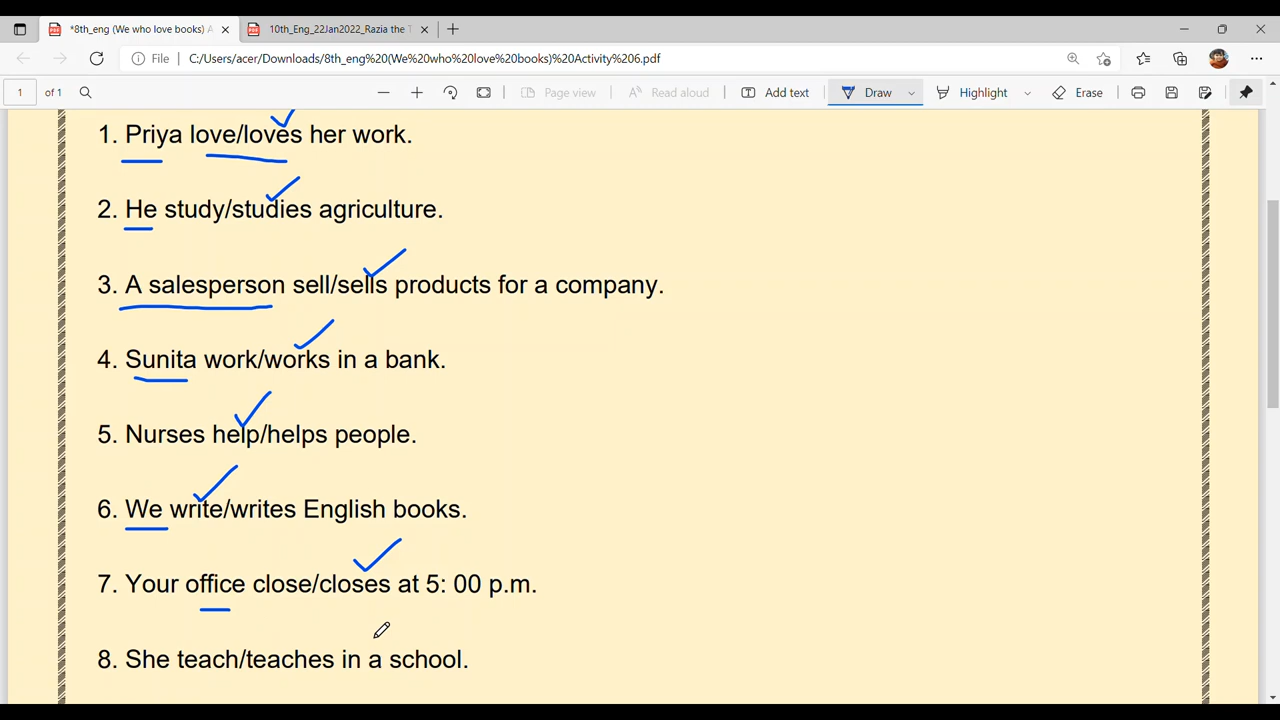 *8th_eng (We who love books) A
10th_Eng_22Jan2022_Razia the T
File C:/Users/acer/Downloads/8th_eng%20(We%20who%20love%20books)%20Activity%206.pdf
1 of 1 Page view Read aloud Add text Draw Highlight Erase
1. Priya love/loves her work.
2. He study/studies agriculture.
3. A salesperson sell/sells products for a company.
4. Sunita work/works in a bank.
5. Nurses help/helps people.
6. We write/writes English books.
7. Your office close/closes at 5: 00 p.m.
8. She teach/teaches in a school.